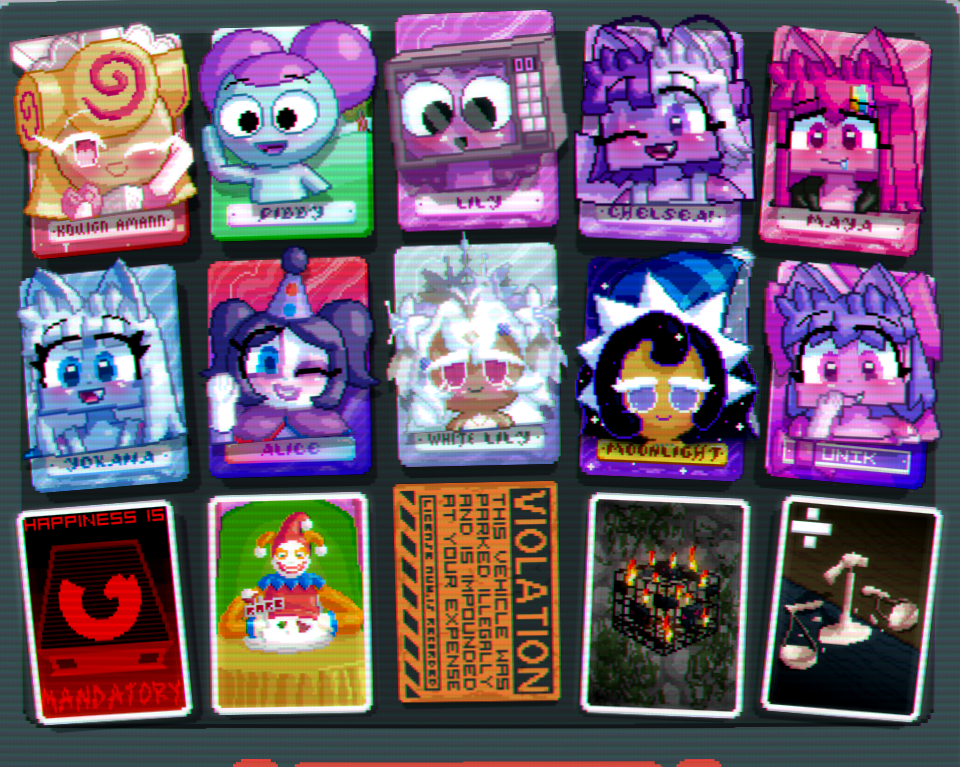 KOUIGN AMANN
PIBBY
LILY
CHELSEA!
MAYA
YOKANA
ALICE
WHITE LILY
MOONLIGHT
UNIK
HAPPINESS IS
MANDATORY
VIOLATION
THIS VEHICLE WAS
PARKED ILLEGALLY
AND IS IMPOUNDED
AT YOUR EXPENSE